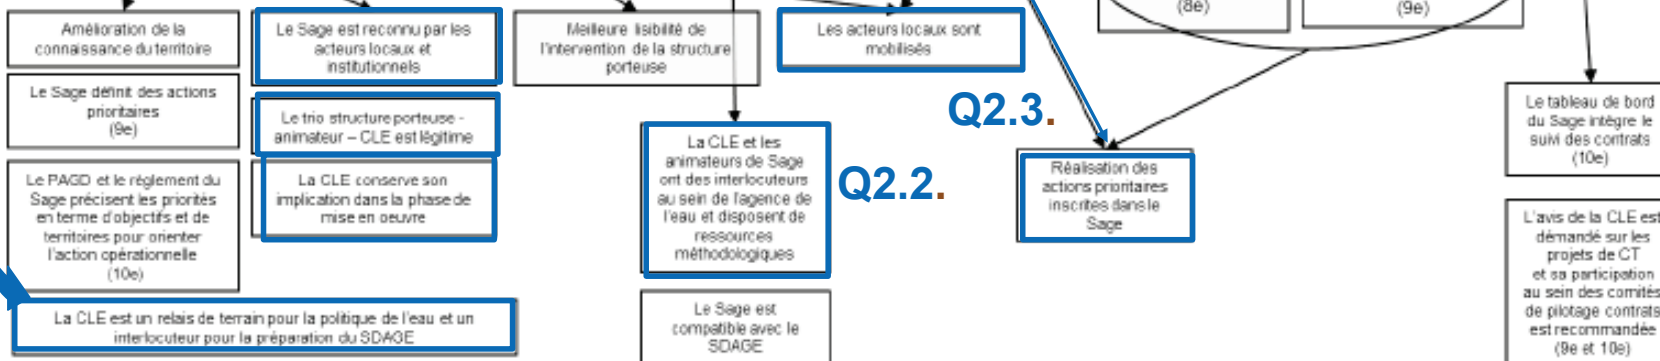 (8e)
(9e)
Amélioration de la
connaissance du territoire
Le Sage est reconnu par les
acteurs locaux et
institutionnels
Meilleure lisibilité de
l'intervention de la structure
porteuse
Les acteurs locaux sont
mobilisés
Le Sage définit des actions
prioritaires
(9e)
Le trio structure porteuse -
animateur – CLE est légitime
Q2.3.
Le tableau de bord
du Sage intègre le
suivi des contrats
(10e)
La CLE et les
animateurs de Sage
ont des interlocuteurs
au sein de l'agence de
l'eau et disposent de
ressources
méthodologiques
Q2.2.
Réalisation des
actions prioritaires
inscrites dans le
Sage
Le PAGD et le règlement du
Sage précisent les priorités
en terme d'objectifs et de
territoires pour orienter
l'action opérationnelle
(10e)
La CLE conserve son
implication dans la phase de
mise en oeuvre
L'avis de la CLE est
démandé sur les
projets de CT
et sa participation
au sein des comités
de pilotage contrats
est recommandée
(9e et 10e)
La CLE est un relais de terrain pour la politique de l'eau et un
interlocuteur pour la préparation du SDAGE
Le Sage est
compatible avec le
SDAGE